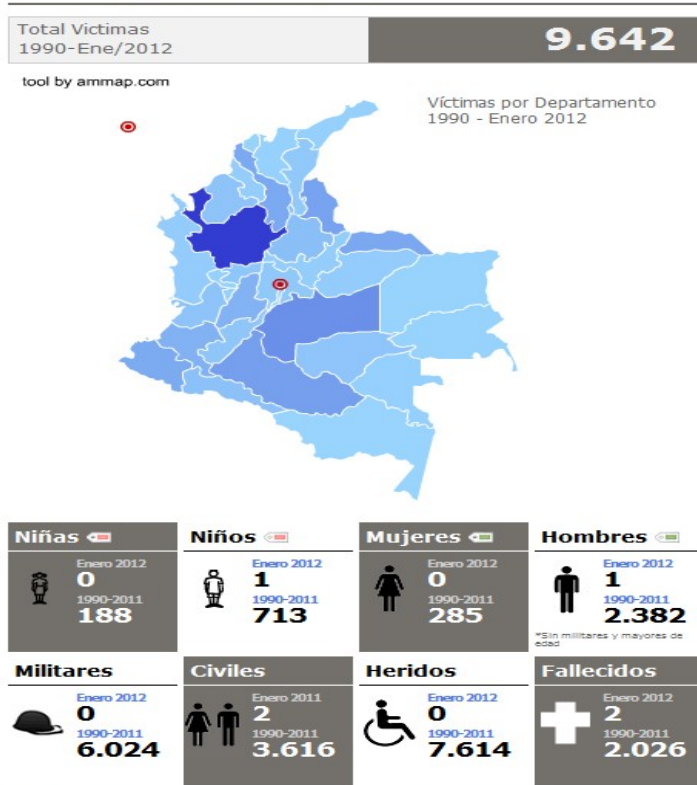 Total Victimas
1990-Ene/2012
9.642
tool by ammap.com
Víctimas por Departamento
1990 - Enero 2012
Niñas
Enero 2012
0
1990-2011
188
Niños
Enero 2012
1
1990-2011
713
Mujeres
Enero 2012
0
1990-2011
285
Hombres
Enero 2012
1
1990-2011
2.382
*Sin militares y mayores de
edad
Militares
Enero 2012
0
1990-2011
6.024
Civiles
Enero 2011
2
1990-2011
3.616
Heridos
Enero 2012
0
1990-2011
7.614
Fallecidos
Enero 2012
2
1990-2011
2.026